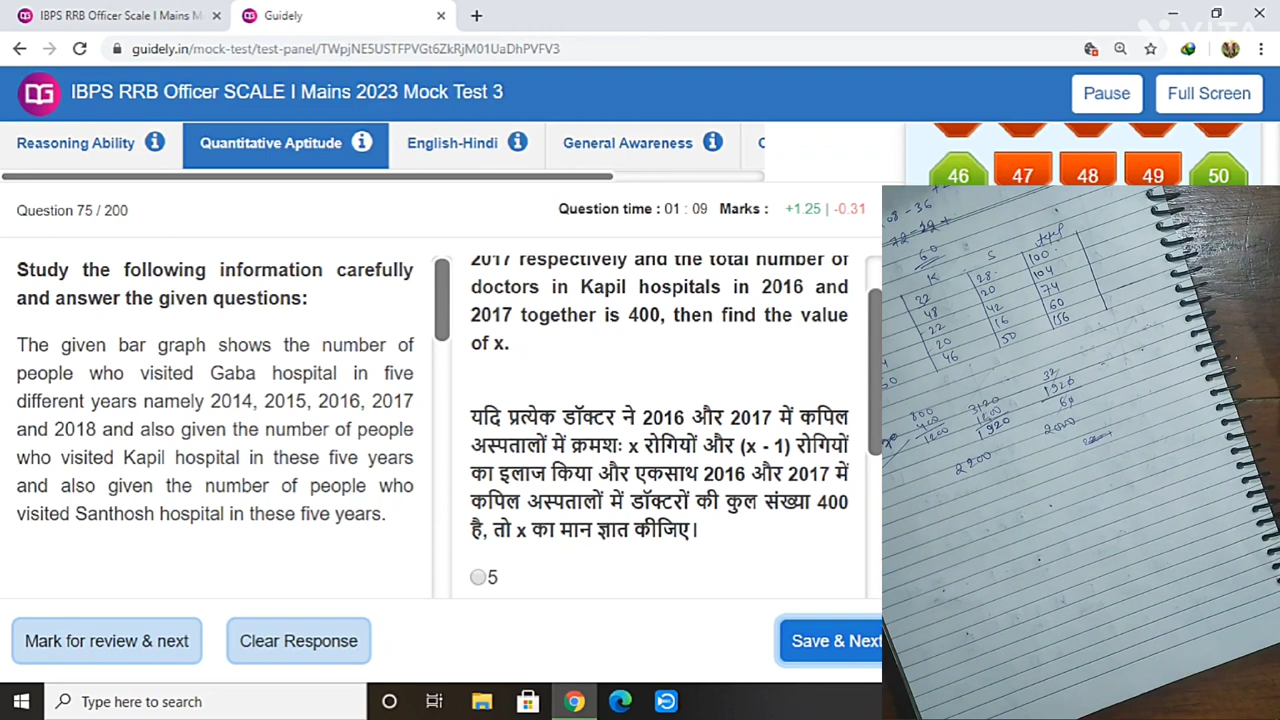 IBPS RRB Officer Scale I Mains M
Guidely
guidely.in/mock-test/test-panel/TWpjNE5USTFPVGt6ZkRjM01UaDhPVFV3
VITA
DG
IBPS RRB Officer SCALE I Mains 2023 Mock Test 3
Pause
Full Screen
Reasoning Ability
Quantitative Aptitude
English-Hindi
General Awareness
46 47 48 49 50
Question 75 / 200
Question time : 01 : 09 Marks : +1.25 | -0.31
Study the following information carefully
and answer the given questions:
The given bar graph shows the number of
people who visited Gaba hospital in five
different years namely 2014, 2015, 2016, 2017
and 2018 and also given the number of people
who visited Kapil hospital in these five years
and also given the number of people who
visited Santhosh hospital in these five years.
2017 respectively and the total number of
doctors in Kapil hospitals in 2016 and
2017 together is 400, then find the value
of x.
यदि प्रत्येक डॉक्टर ने 2016 और 2017 में कपिल
अस्पतालों में क्रमशः x रोगियों और (x - 1) रोगियों
का इलाज किया और एकसाथ 2016 और 2017 में
कपिल अस्पतालों में डॉक्टरों की कुल संख्या 400
है, तो x का मान ज्ञात कीजिए।
5
Mark for review & next
Clear Response
Save & Next
60
K S
28 100
20 104
48 42 74
22 16 60
20 50 156
46
800 3120 32
400 1926
1200 1920
2000
2200
Type here to search